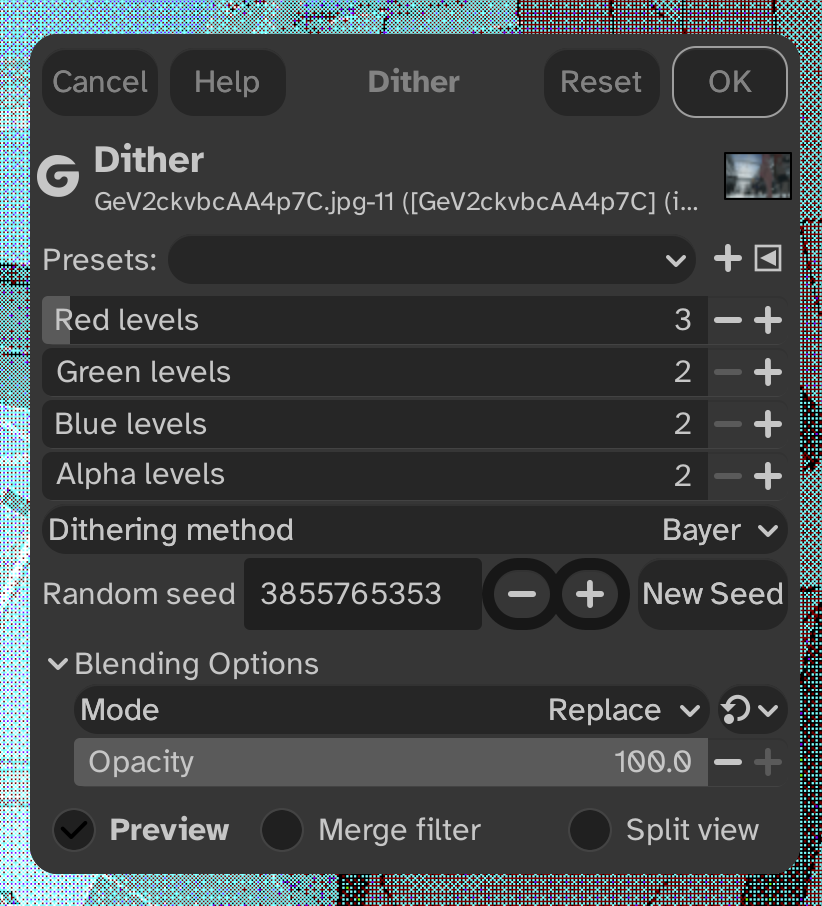 Cancel Help Dither Reset OK
Dither
GeV2ckvbcAA4p7C.jpg-11 ([GeV2ckvbcAA4p7C] (i...
Presets:
Red levels 3
Green levels 2
Blue levels 2
Alpha levels 2
Dithering method Bayer
Random seed 3855765353 New Seed
Blending Options
Mode Replace
Opacity 100.0
Preview Merge filter Split view